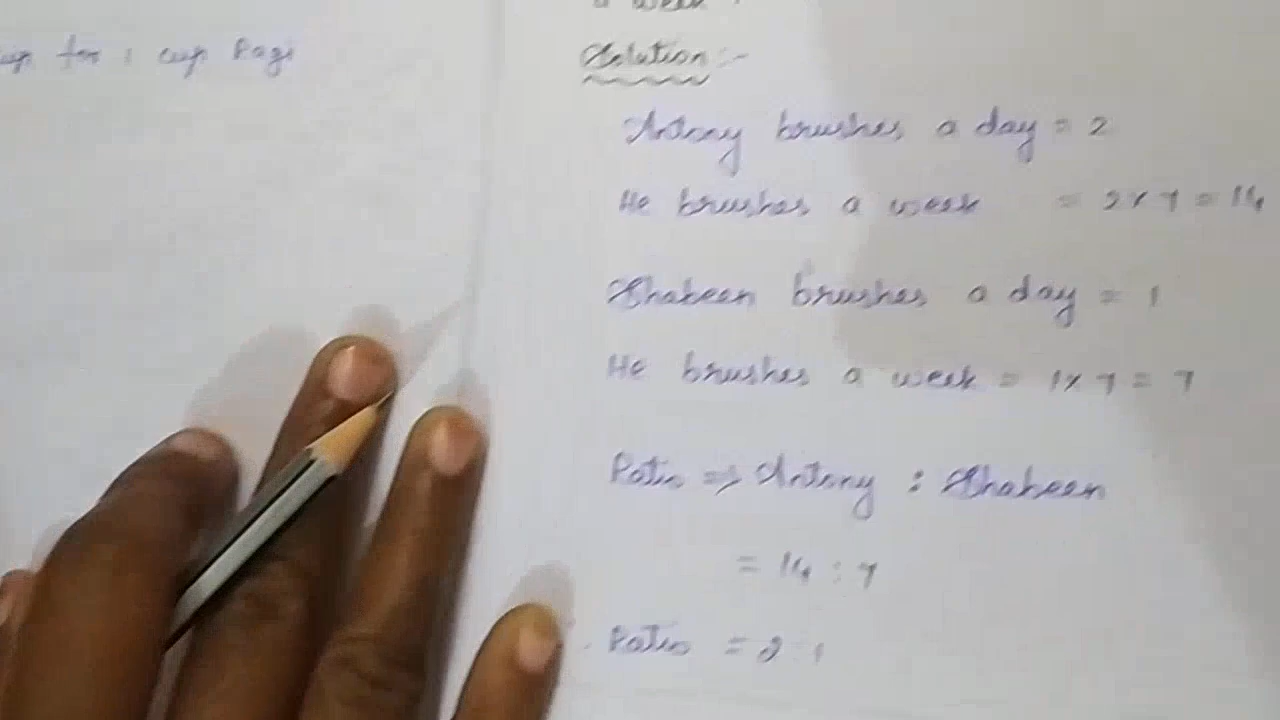 a week
for 1 cup Ragi
Solution :-
Antony brushes a day = 2
He brushes a week = 2 x 7 = 14
Shaheen brushes a day = 1
He brushes a week = 1 x 7 = 7
Ratio => Antony : Shaheen
= 14 : 7
Ratio = 2 : 1